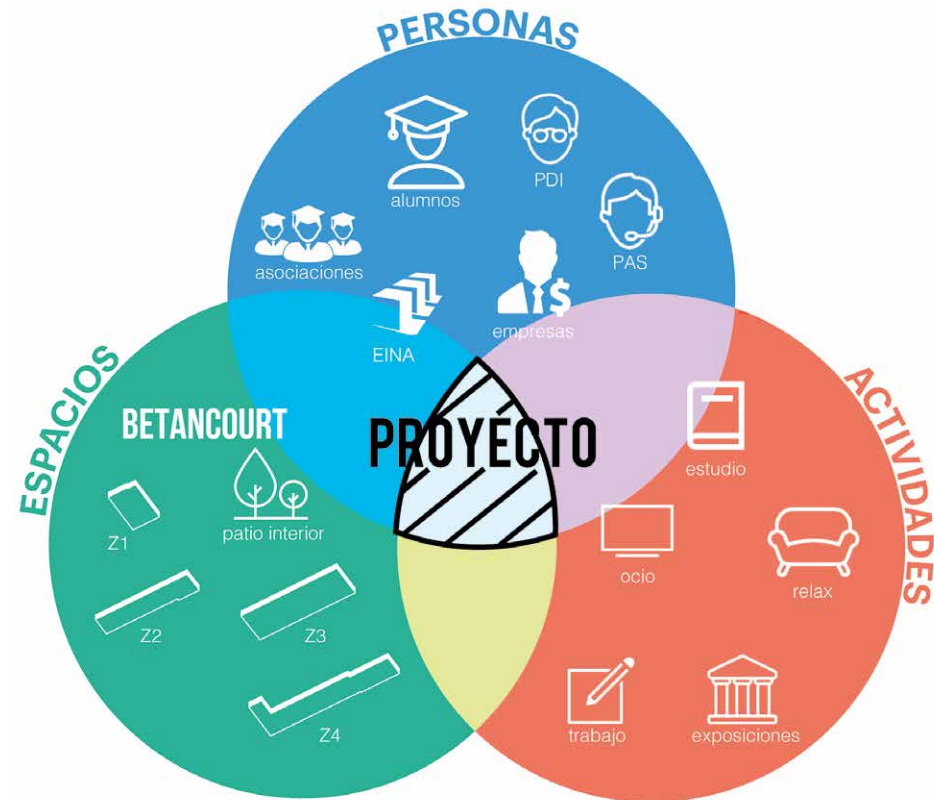 PERSONAS
alumnos
PDI
PAS
asociaciones
EINA
empresas
ESPACIOS
BETANCOURT
patio interior
Z1
Z2
Z3
Z4
PROYECTO
ACTIVIDADES
estudio
ocio
relax
trabajo
exposiciones